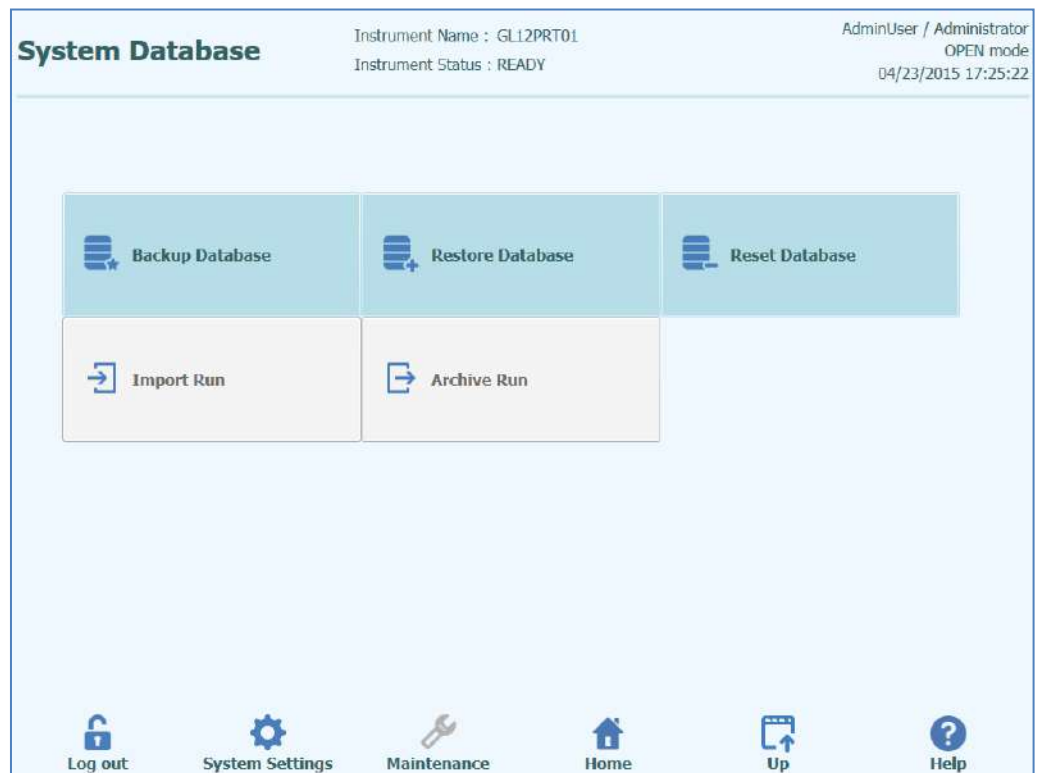 System Database
Instrument Name : GL12PRT01
Instrument Status : READY
AdminUser / Administrator
OPEN mode
04/23/2015 17:25:22
Backup Database
Restore Database
Reset Database
Import Run
Archive Run
Log out
System Settings
Maintenance
Home
Up
Help